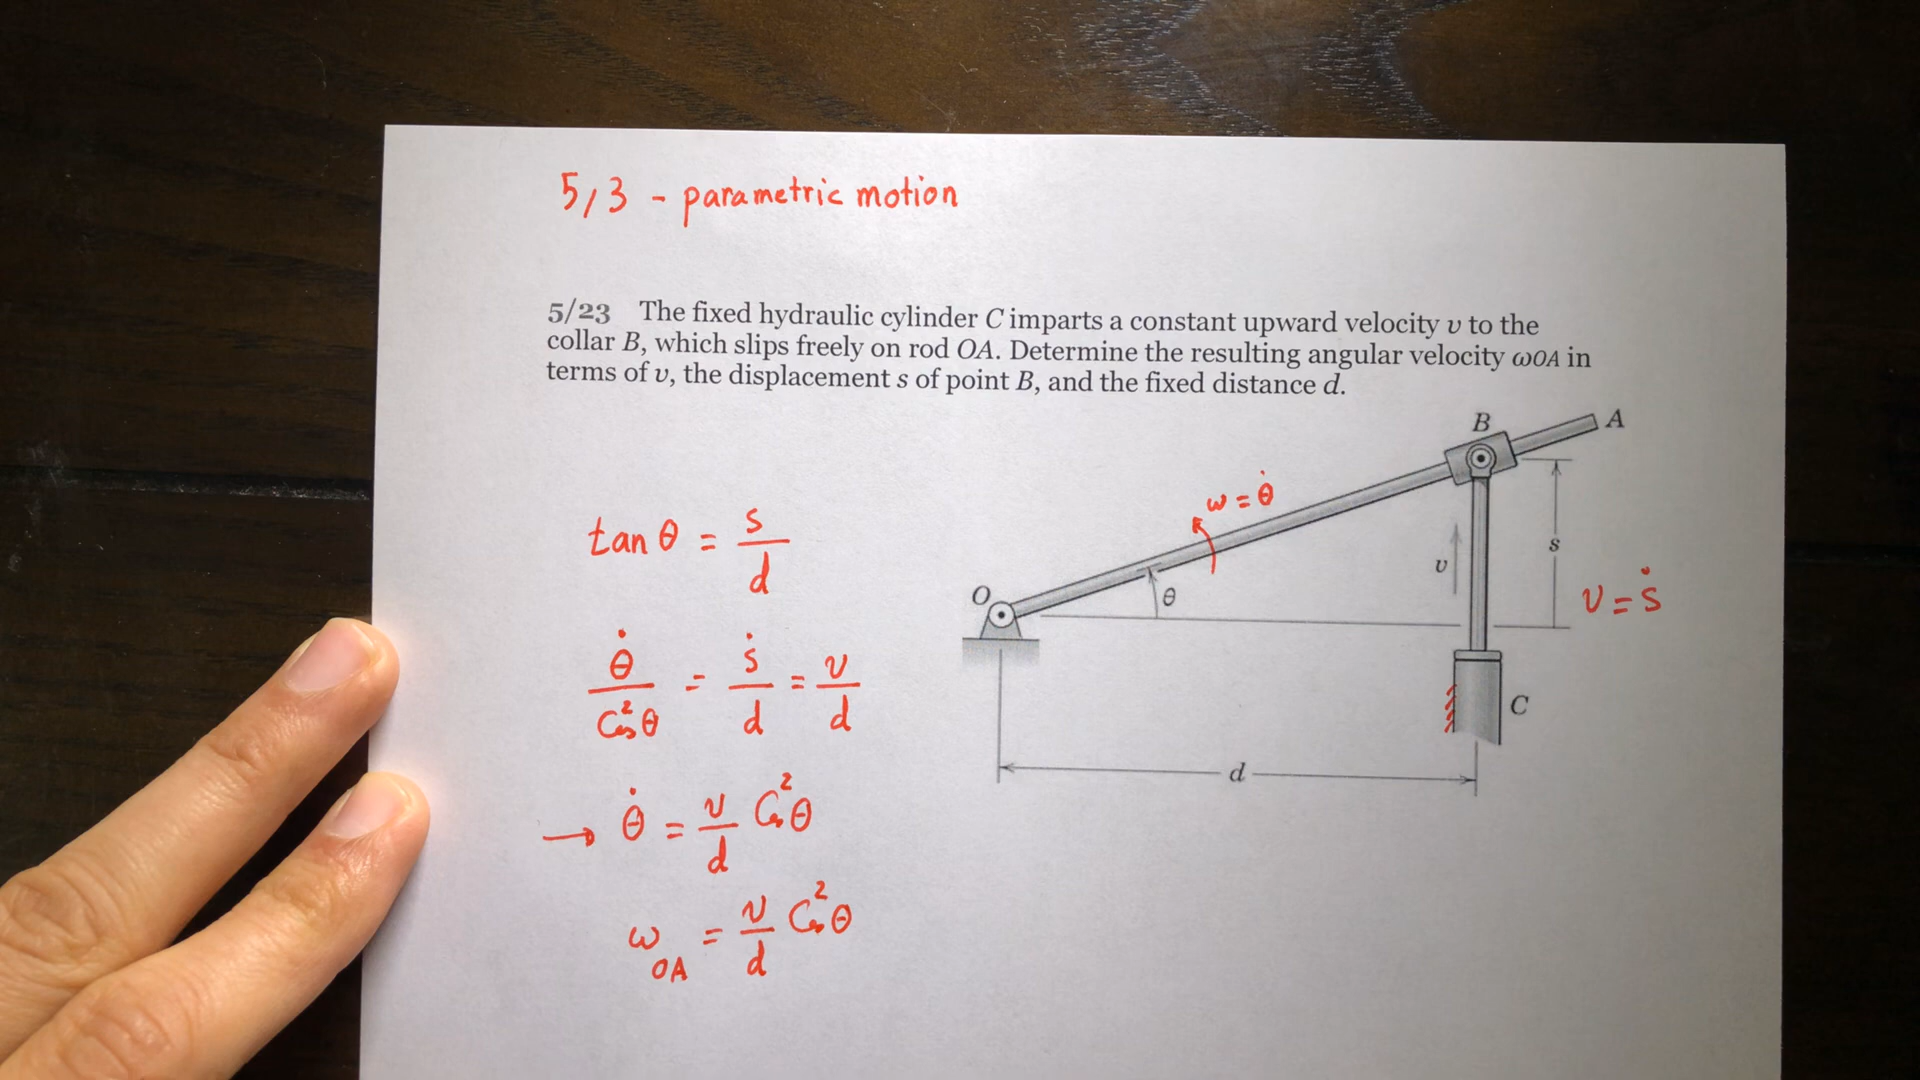 5/3 - parametric motion
5/23 The fixed hydraulic cylinder C imparts a constant upward velocity v to the
collar B, which slips freely on rod OA. Determine the resulting angular velocity ωOA in
terms of v, the displacement s of point B, and the fixed distance d.
B
A
ω = θ̇
tan θ = s/d
v
s
O
θ
v = ṡ
θ̇/Cos²θ = ṡ/d = v/d
C
d
→ θ̇ = v/d Cos²θ
ω_OA = v/d Cos²θ